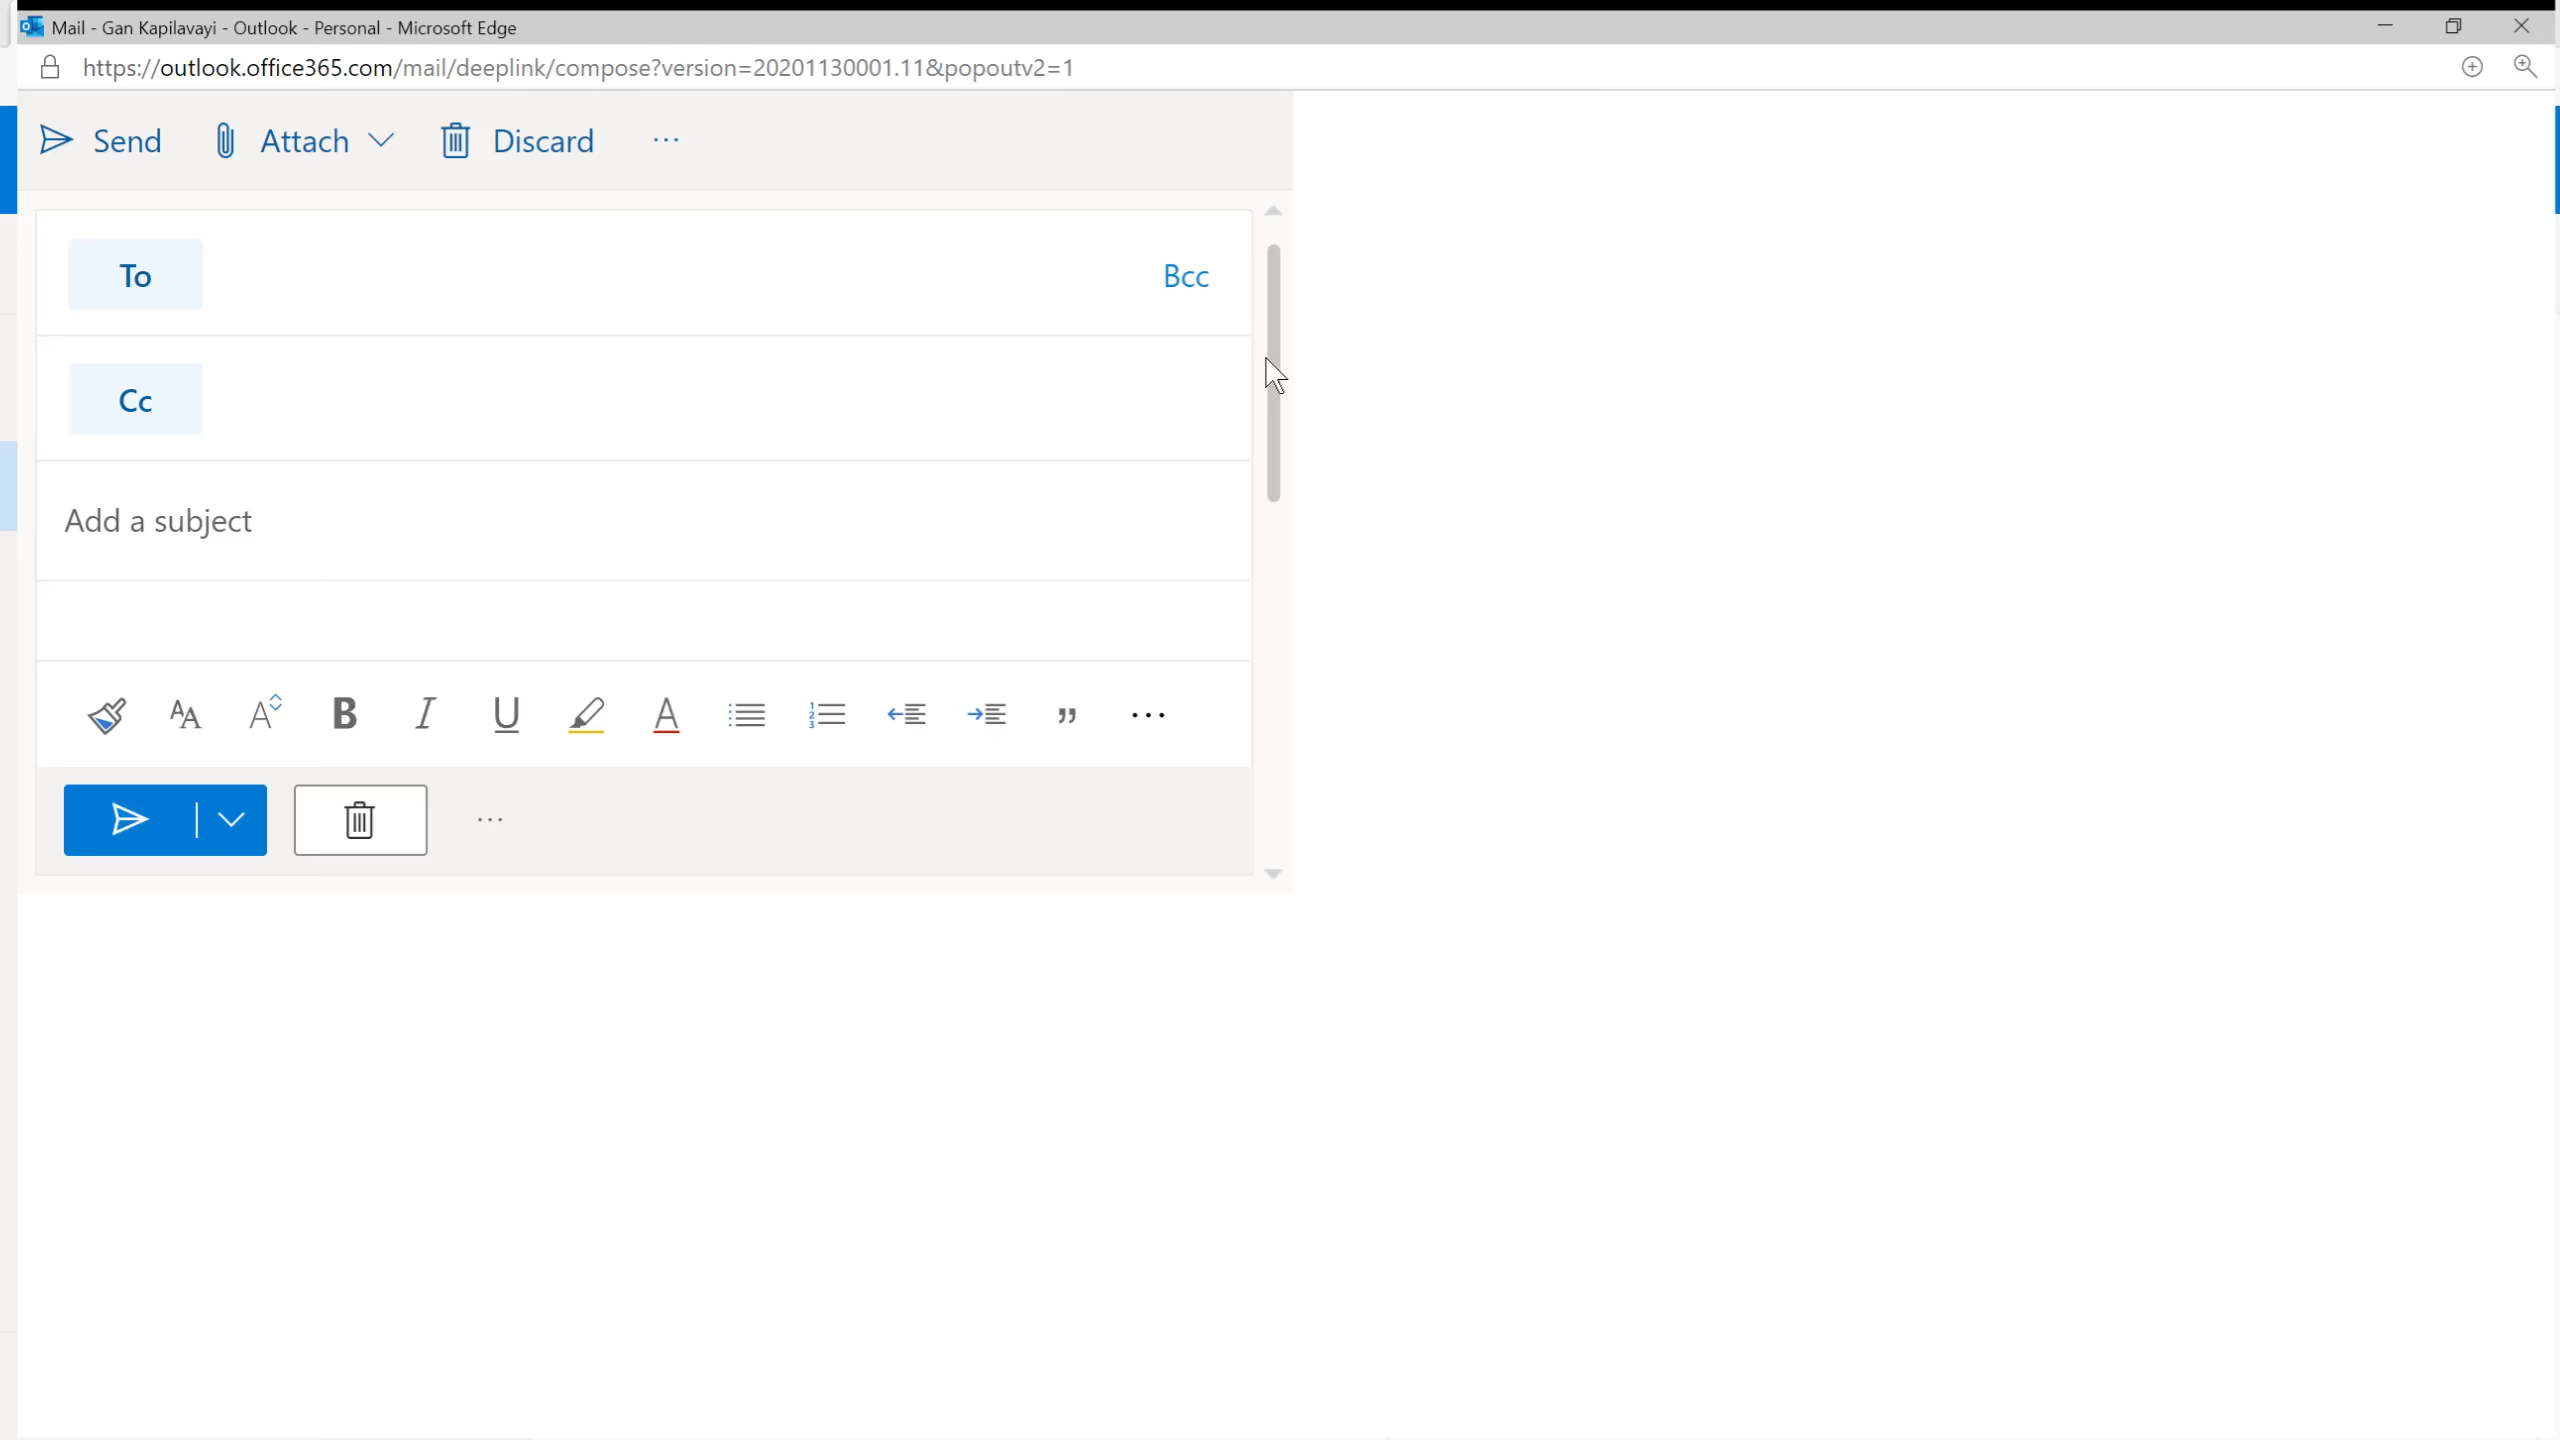 Mail - Gan Kapilavayi - Outlook - Personal - Microsoft Edge
https://outlook.office365.com/mail/deeplink/compose?version=20201130001.11&popoutv2=1
Send Attach Discard ...
To Bcc
Cc
Add a subject